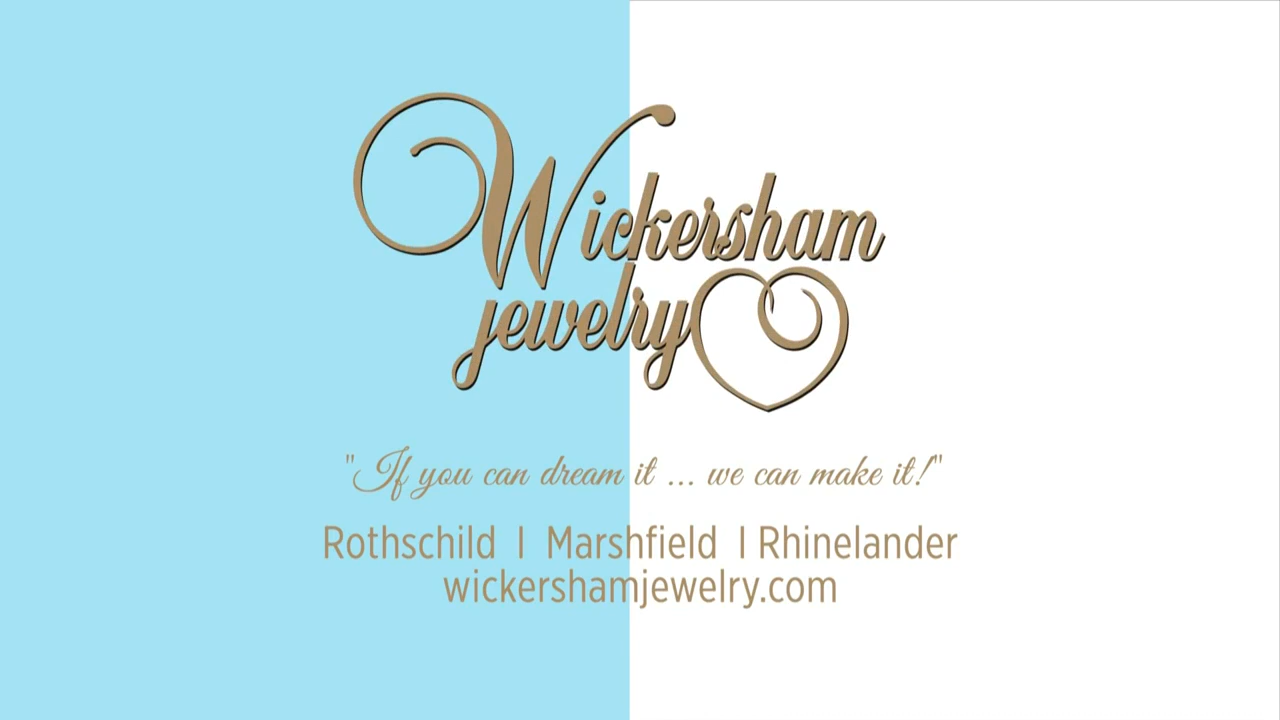 Wickersham
jewelry
"If you can dream it ... we can make it!"
Rothschild | Marshfield | Rhinelander
wickershamjewelry.com